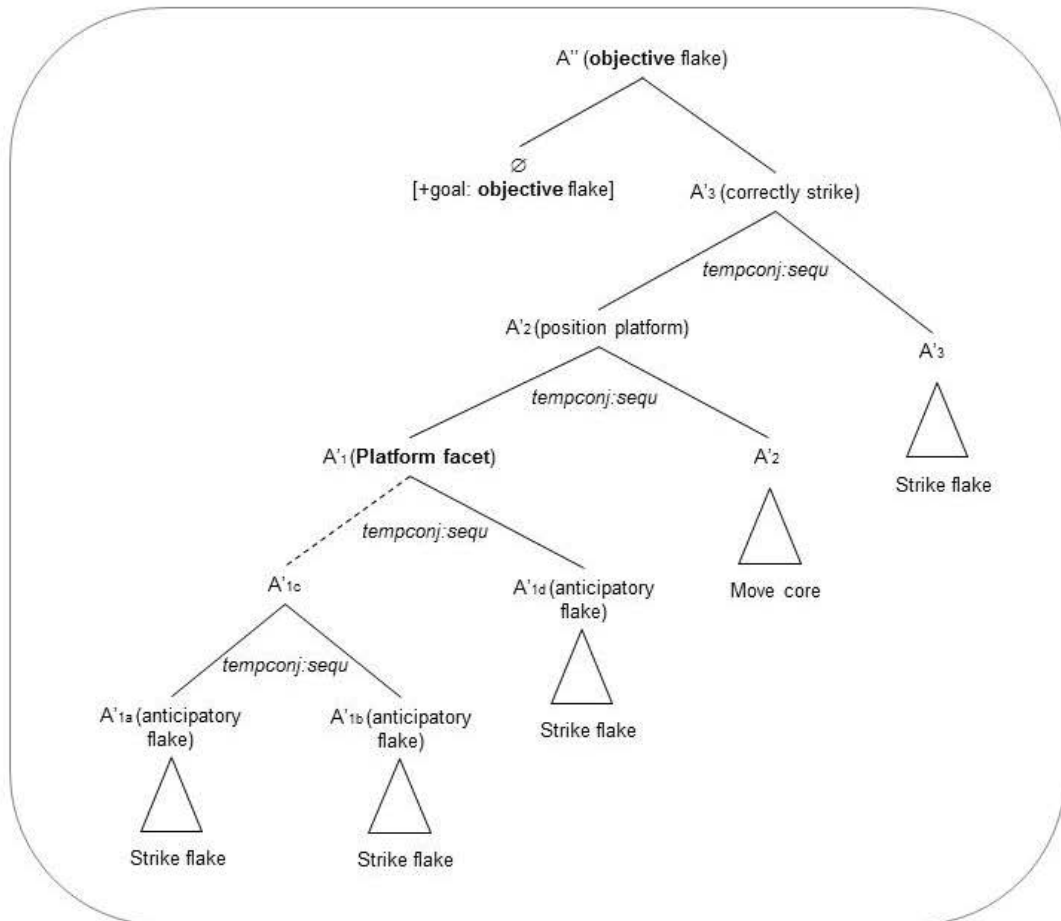 A'' (objective flake)
∅
[+goal: objective flake]
A'3 (correctly strike)
tempconj:sequ
A'2 (position platform)
A'3
tempconj:sequ
Strike flake
A'1 (Platform facet)
A'2
tempconj:sequ
Move core
A'1c
A'1d (anticipatory
flake)
tempconj:sequ
Strike flake
A'1a (anticipatory
flake)
A'1b (anticipatory
flake)
Strike flake
Strike flake